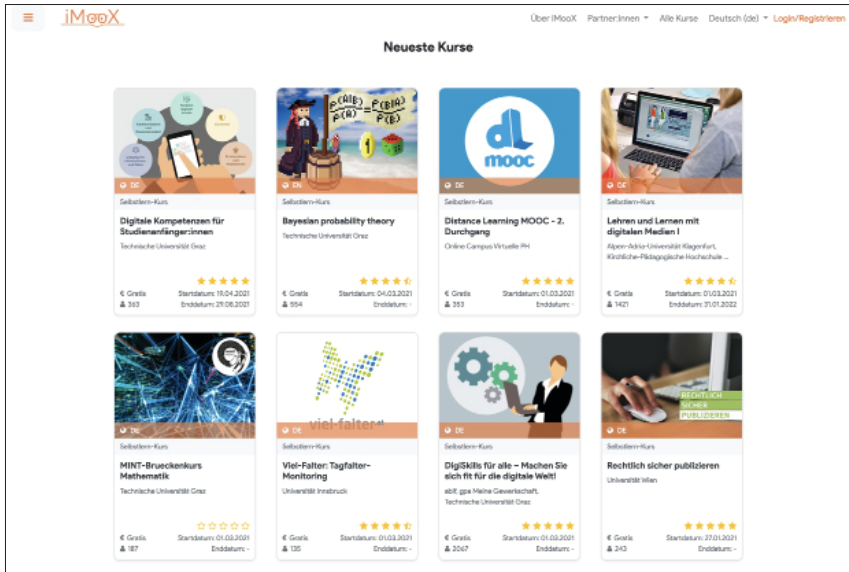 iMooX
Über iMooX Partner:innen Alle Kurse Deutsch (de) Login/Registrieren
Neueste Kurse
DE
Selbstlern-Kurs
Digitale Kompetenzen für
Studienanfänger:innen
Technische Universität Graz
€ Gratis Startdatum: 19.04.2021
363 Enddatum: 29.08.2021
P(A|B) = P(B|A)
P(A) P(B)
1
EN
Selbstlern-Kurs
Bayesian probability theory
Technische Universität Graz
€ Gratis Startdatum: 04.03.2021
554 Enddatum: -
dL
mooc
DE
Selbstlern-Kurs
Distance Learning MOOC - 2.
Durchgang
Online Campus Virtuelle PH
€ Gratis Startdatum: 01.03.2021
353 Enddatum: -
DE
Selbstlern-Kurs
Lehren und Lernen mit
digitalen Medien I
Alpen-Adria-Universität Klagenfurt,
Kirchliche-Pädagogische Hochschule ...
€ Gratis Startdatum: 01.03.2021
1421 Enddatum: 31.01.2022
DE
Selbstlern-Kurs
MINT-Brueckenkurs
Mathematik
Technische Universität Graz
€ Gratis Startdatum: 01.03.2021
187 Enddatum: -
viel-falter.at
DE
Selbstlern-Kurs
Viel-Falter: Tagfalter-
Monitoring
Universität Innsbruck
€ Gratis Startdatum: 01.03.2021
135 Enddatum: -
DE
Selbstlern-Kurs
DigiSkills für alle – Machen Sie
sich fit für die digitale Welt!
abif, gpa Meine Gewerkschaft,
Technische Universität Graz
€ Gratis Startdatum: 01.03.2021
2067 Enddatum: -
RECHTLICH
SICHER
PUBLIZIEREN
DE
Selbstlern-Kurs
Rechtlich sicher publizieren
Universität Wien
€ Gratis Startdatum: 27.01.2021
243 Enddatum: -